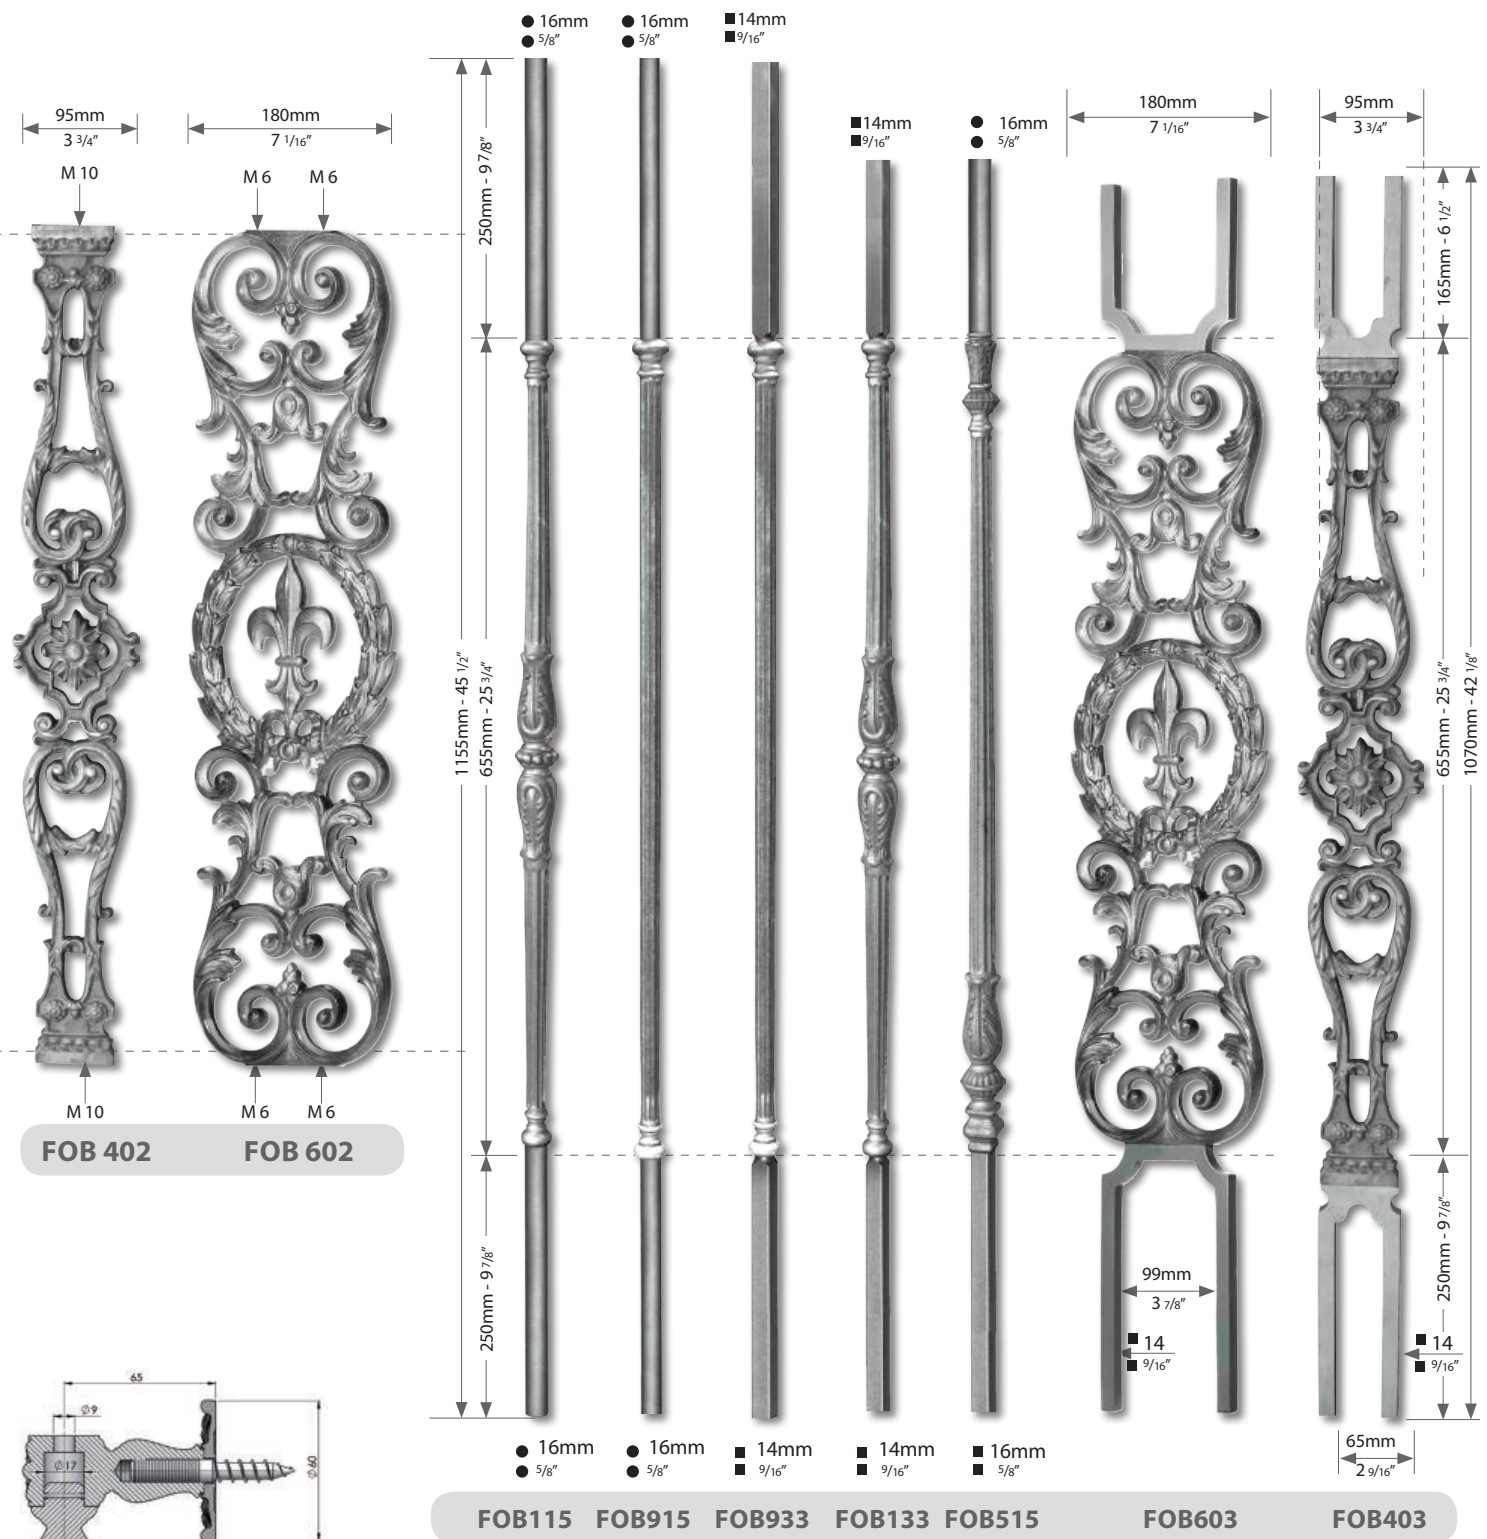 ● 16mm
● 5/8”
● 16mm
● 5/8”
■ 14mm
■ 9/16”
95mm
3 3/4”
M 10
180mm
7 1/16”
M 6 M 6
250mm - 9 7/8”
■ 14mm
■ 9/16”
● 16mm
● 5/8”
180mm
7 1/16”
95mm
3 3/4”
165mm - 6 1/2”
1155mm - 45 1/2”
655mm - 25 3/4”
655mm - 25 3/4”
1070mm - 42 1/8”
M 10
M 6 M 6
FOB 402 FOB 602
250mm - 9 7/8”
99mm
3 7/8”
■ 14
■ 9/16”
250mm - 9 7/8”
■ 14
■ 9/16”
65
Ø9
Ø17
Ø60
● 16mm
● 5/8”
● 16mm
● 5/8”
■ 14mm
■ 9/16”
■ 14mm
■ 9/16”
■ 16mm
■ 5/8”
65mm
2 9/16”
FOB115 FOB915 FOB933 FOB133 FOB515 FOB603 FOB403